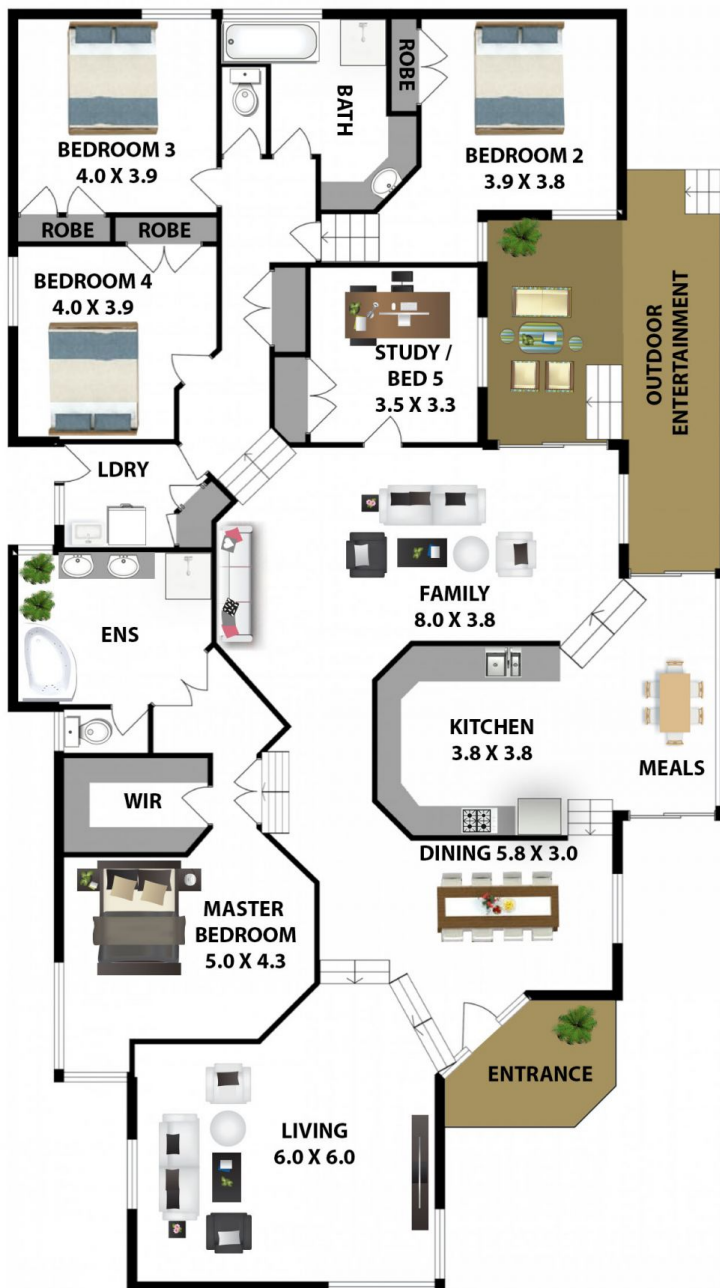 ROBE
BATH
BEDROOM 3
4.0 X 3.9
BEDROOM 2
3.9 X 3.8
ROBE
ROBE
BEDROOM 4
4.0 X 3.9
STUDY /
BED 5
3.5 X 3.3
OUTDOOR
ENTERTAINMENT
LDRY
FAMILY
8.0 X 3.8
ENS
KITCHEN
3.8 X 3.8
MEALS
WIR
DINING 5.8 X 3.0
MASTER
BEDROOM
5.0 X 4.3
ENTRANCE
LIVING
6.0 X 6.0